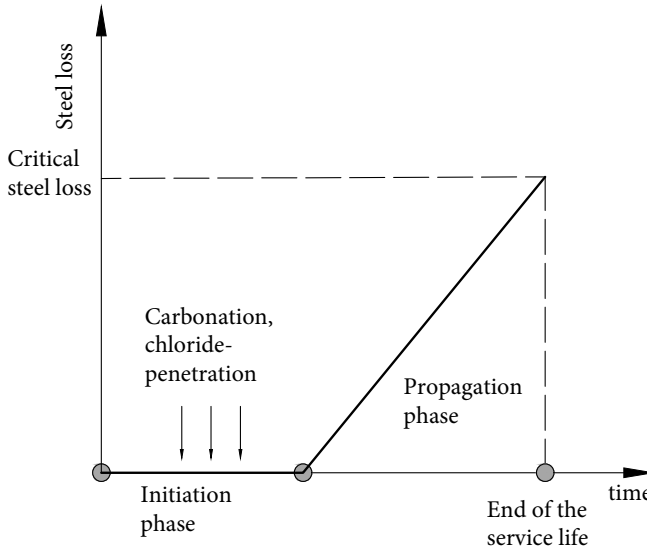 Steel loss
Critical
steel loss
Carbonation,
chloride-
penetration
Propagation
phase
Initiation
phase
time
End of the
service life